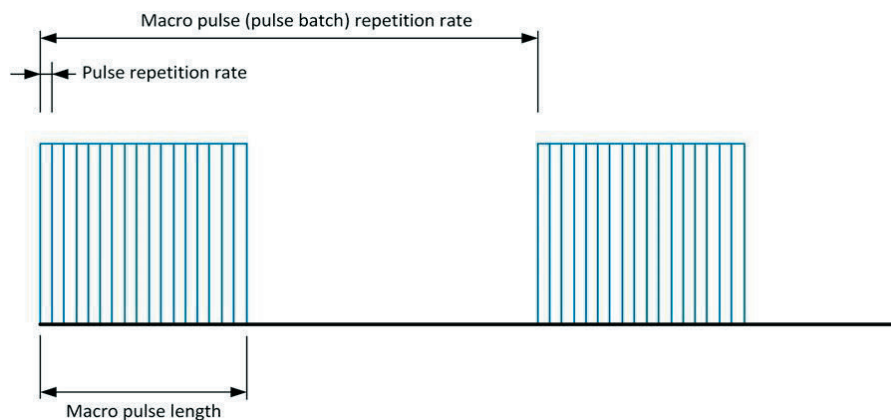 Macro pulse (pulse batch) repetition rate
Pulse repetition rate
Macro pulse length